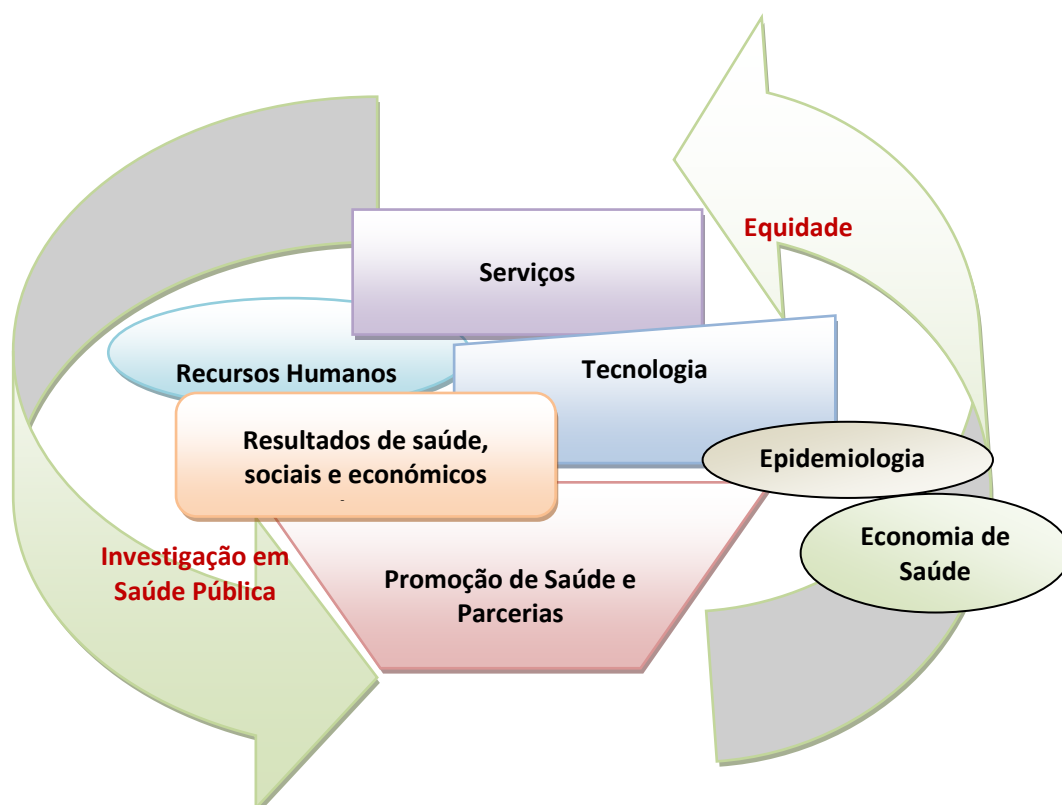 Equidade
Serviços
Recursos Humanos
Tecnologia
Resultados de saúde,
sociais e económicos
Epidemiologia
Economia de
Saúde
Investigação em
Saúde Pública
Promoção de Saúde e
Parcerias